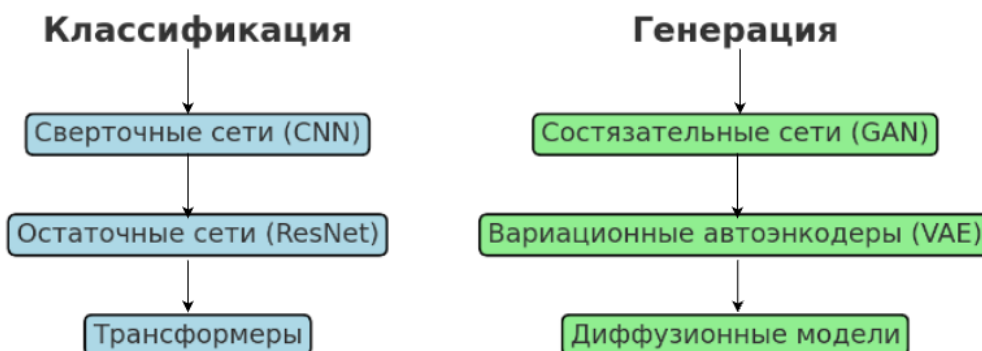 Классификация
Сверточные сети (CNN)
Остаточные сети (ResNet)
Трансформеры
Генерация
Состязательные сети (GAN)
Вариационные автоэнкодеры (VAE)
Диффузионные модели